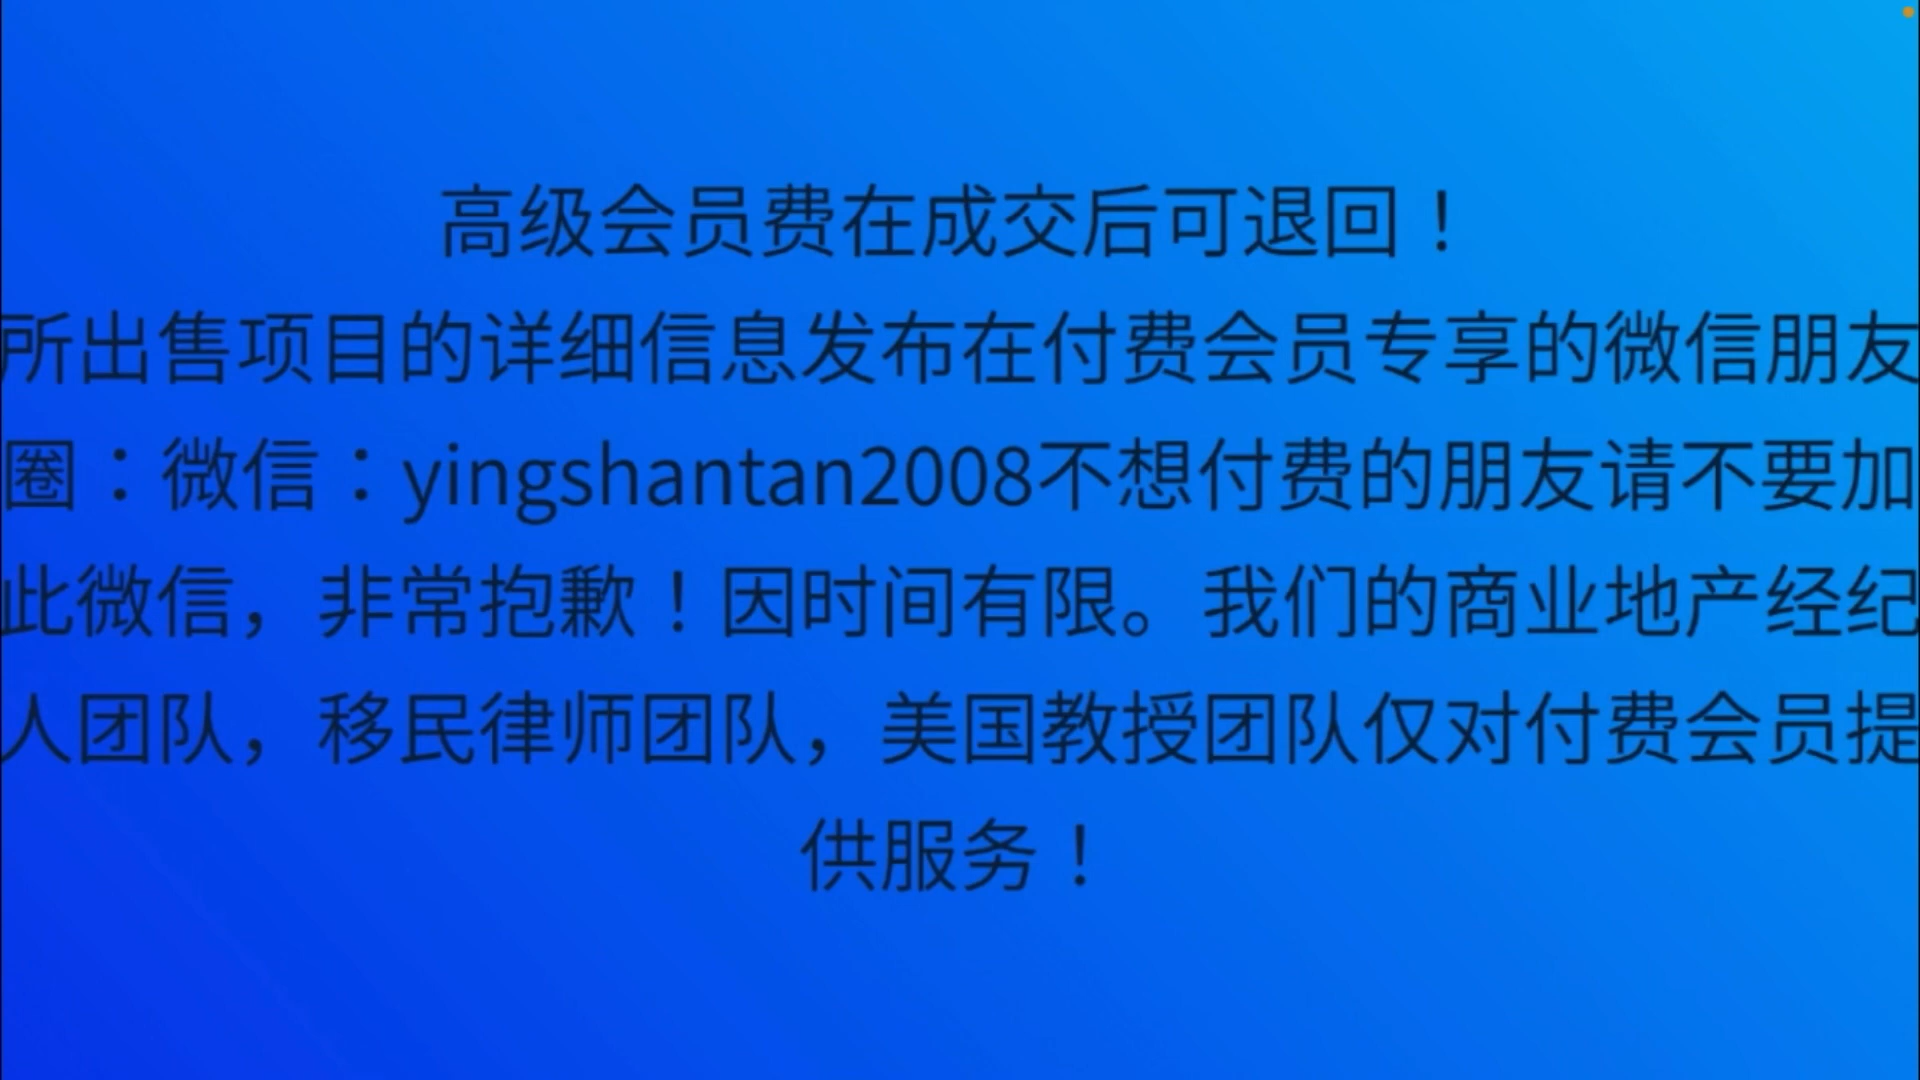 高级会员费在成交后可退回！
所出售项目的详细信息发布在付费会员专享的微信朋友
圈：微信：yingshantan2008不想付费的朋友请不要加
此微信，非常抱歉！因时间有限。我们的商业地产经纪
人团队，移民律师团队，美国教授团队仅对付费会员提
供服务！